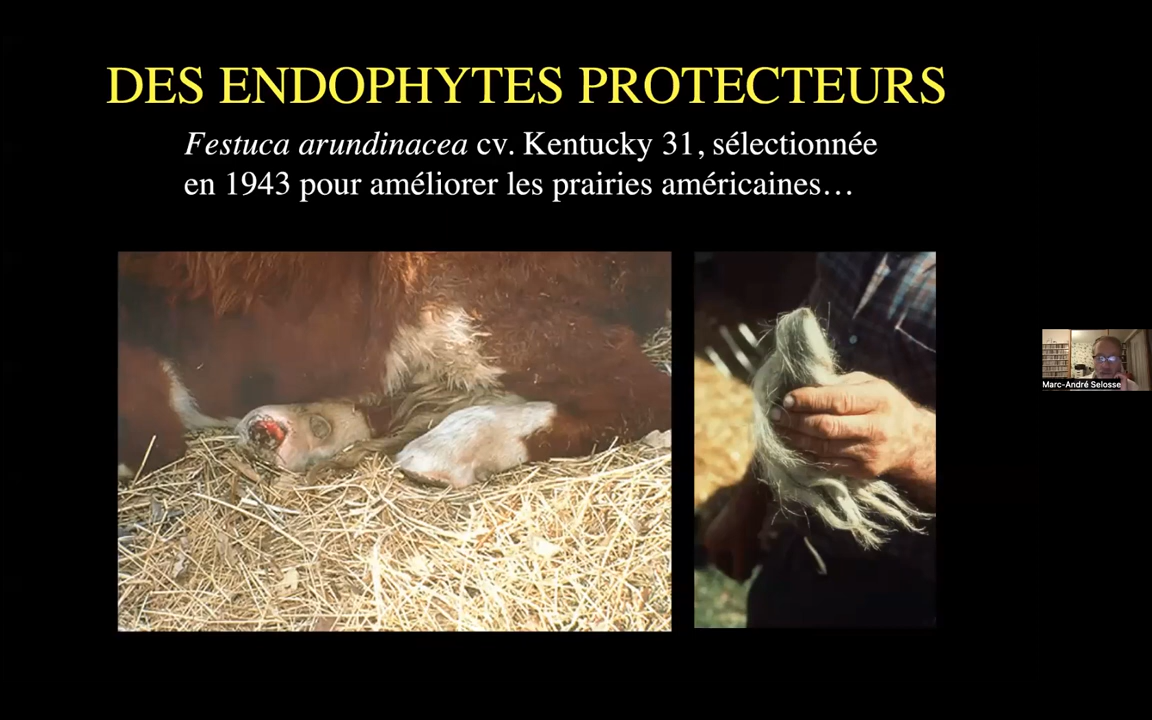 DES ENDOPHYTES PROTECTEURS
Festuca arundinacea cv. Kentucky 31, sélectionnée
en 1943 pour améliorer les prairies américaines…
Marc-André Selosse